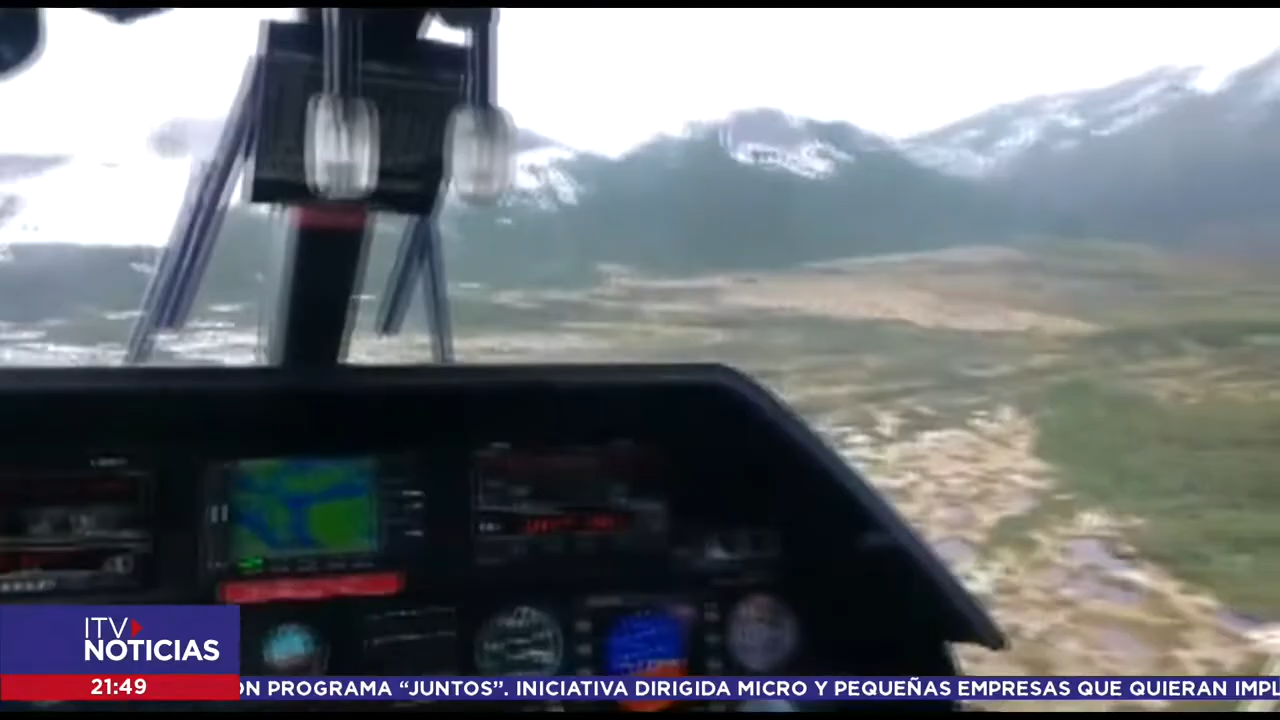 ITV
NOTICIAS
21:49
ON PROGRAMA “JUNTOS”. INICIATIVA DIRIGIDA MICRO Y PEQUEÑAS EMPRESAS QUE QUIERAN IMPL